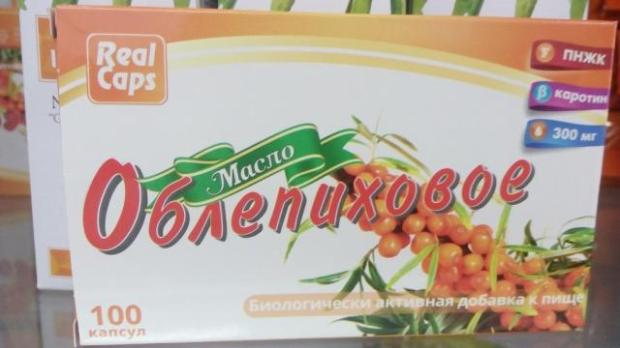 Real
Caps
ПНЖК
β каротин
300 мг
Масло
Облепиховое
100
капсул
Биологически активная добавка к пище